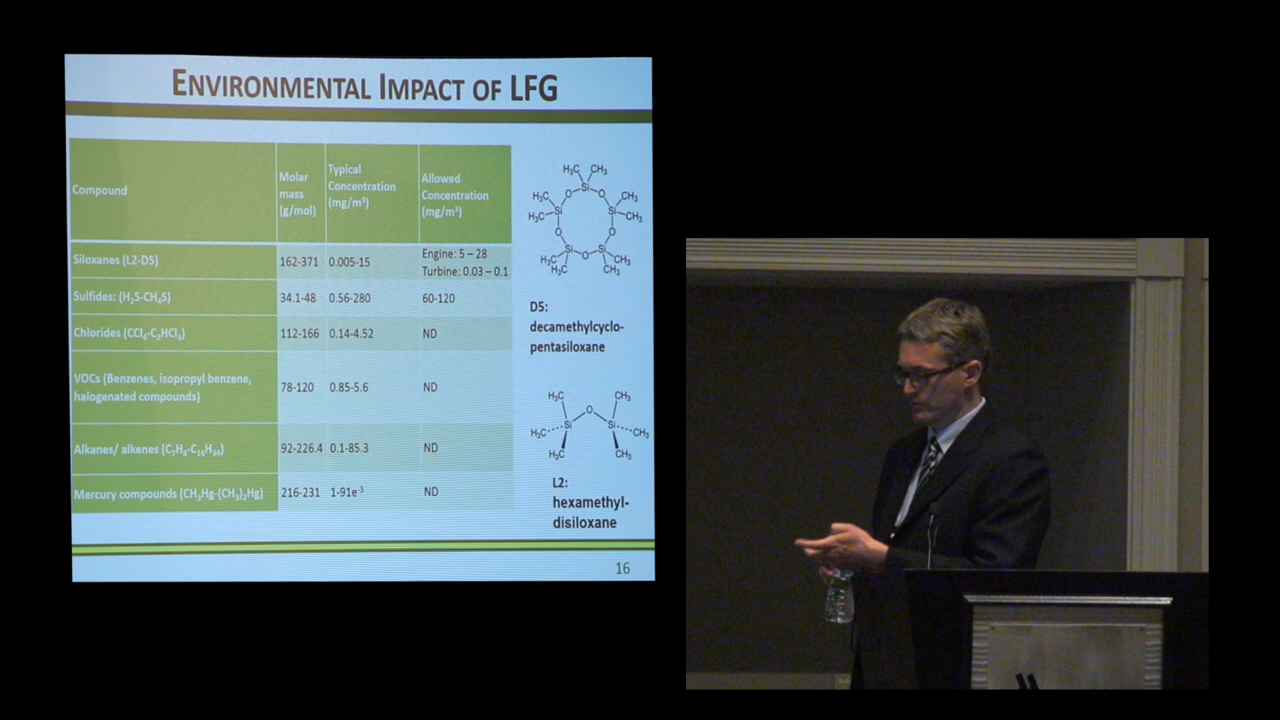 ENVIRONMENTAL IMPACT OF LFG
Compound
Molar
mass
(g/mol)
Typical
Concentration
(mg/m³)
Allowed
Concentration
(mg/m³)
Siloxanes (L2-D5)
162-371
0.005-15
Engine: 5 – 28
Turbine: 0.03 – 0.1
Sulfides: (H₂S-CH₄S)
34.1-48
0.56-280
60-120
Chlorides (CCl₄-C₂HCl₃)
112-166
0.14-4.52
ND
VOCs (Benzenes, isopropyl benzene,
halogenated compounds)
78-120
0.85-5.6
ND
Alkanes/ alkenes (C₇H₈-C₁₆H₃₄)
92-226.4
0.1-85.3
ND
Mercury compounds (CH₃Hg-(CH₃)₂Hg)
216-231
1-91e⁻³
ND
H₃C CH₃
Si
O O
H₃C CH₃
Si Si
H₃C CH₃
O O
Si O Si
H₃C CH₃
H₃C CH₃
D5:
decamethylcyclo-
pentasiloxane
H₃C CH₃
O
Si Si
H₃C CH₃
H₃C CH₃
L2:
hexamethyl-
disiloxane
16